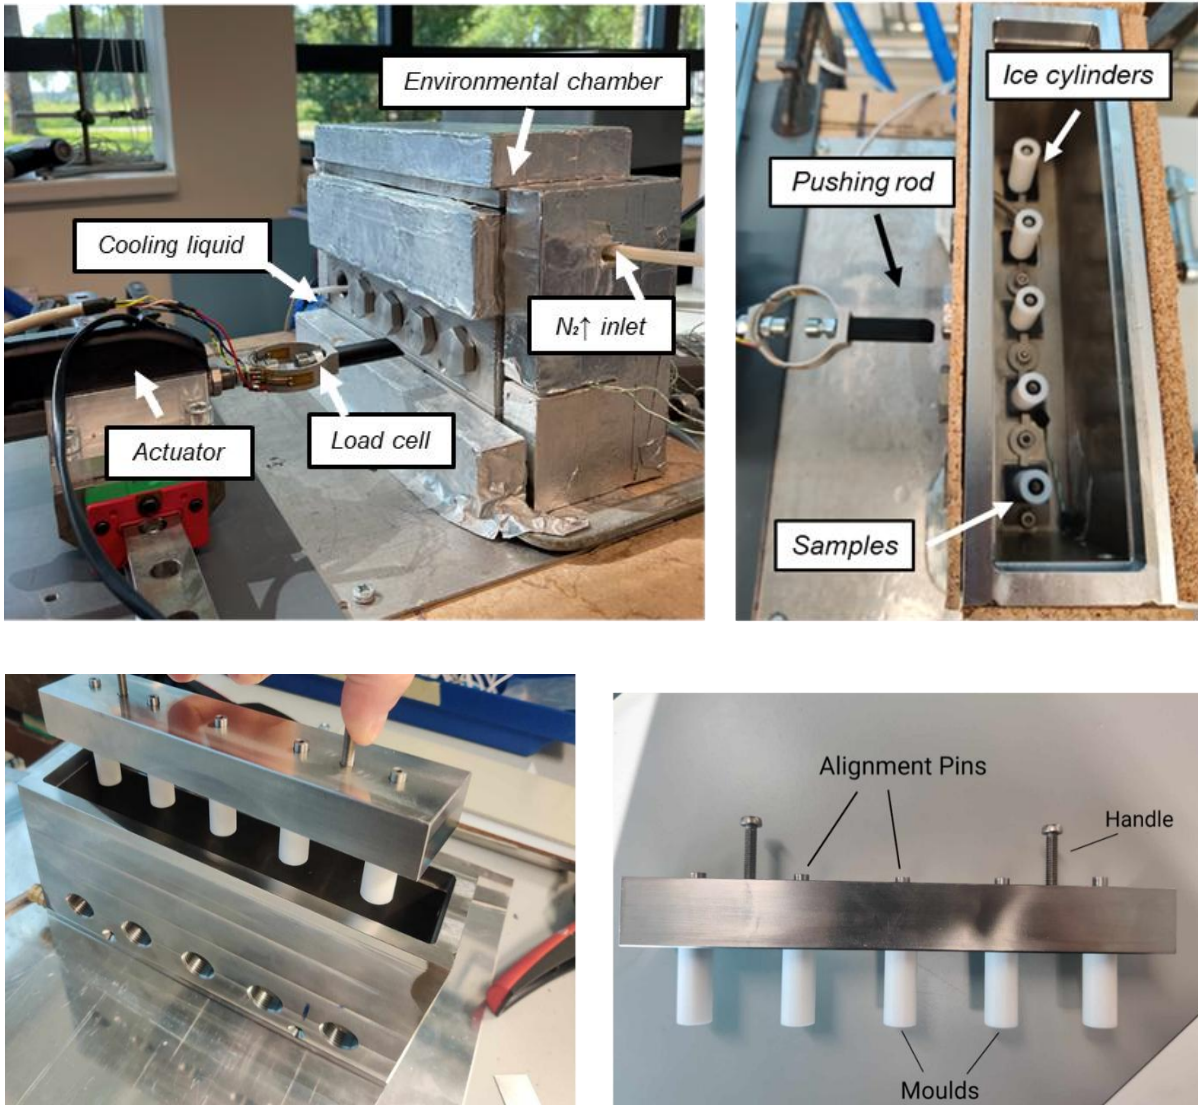 Environmental chamber
Cooling liquid
N₂↑ inlet
Load cell
Actuator
Ice cylinders
Pushing rod
Samples
Alignment Pins
Handle
Moulds